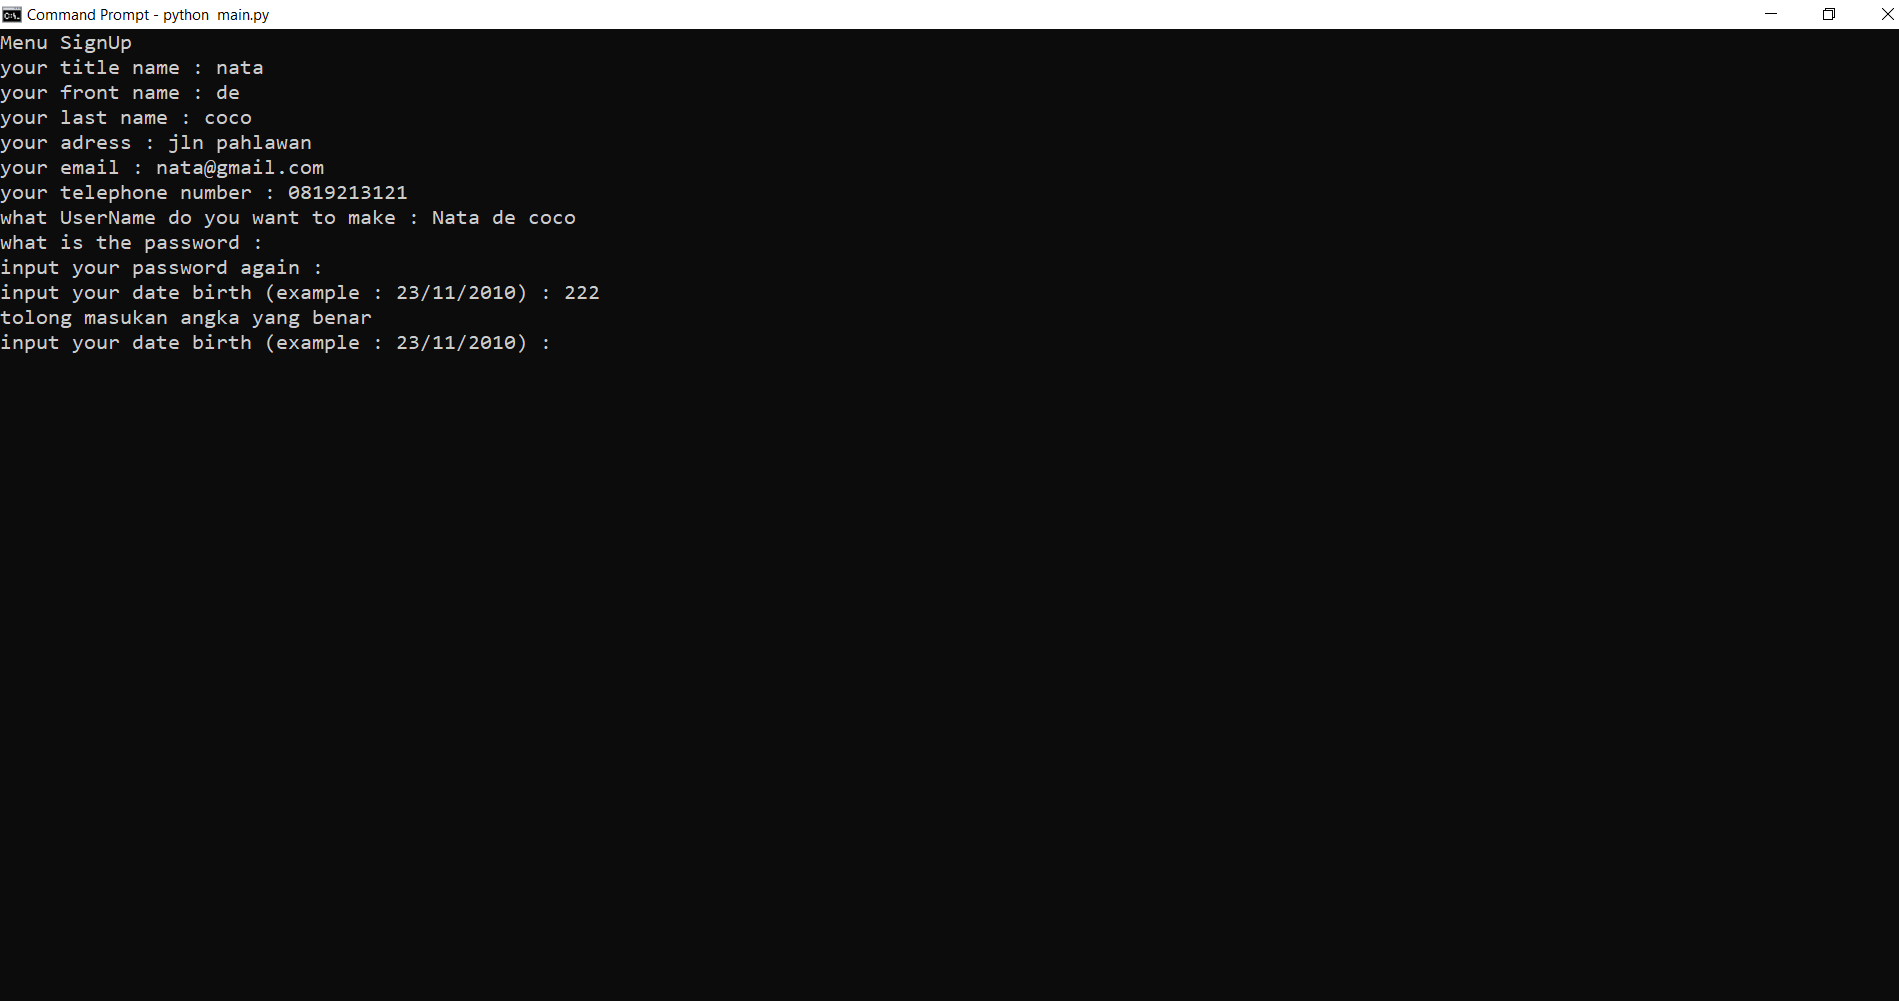 Command Prompt - python  main.py
Menu SignUp
your title name : nata
your front name : de
your last name : coco
your adress : jln pahlawan
your email : nata@gmail.com
your telephone number : 0819213121
what UserName do you want to make : Nata de coco
what is the password :
input your password again :
input your date birth (example : 23/11/2010) : 222
tolong masukan angka yang benar
input your date birth (example : 23/11/2010) :